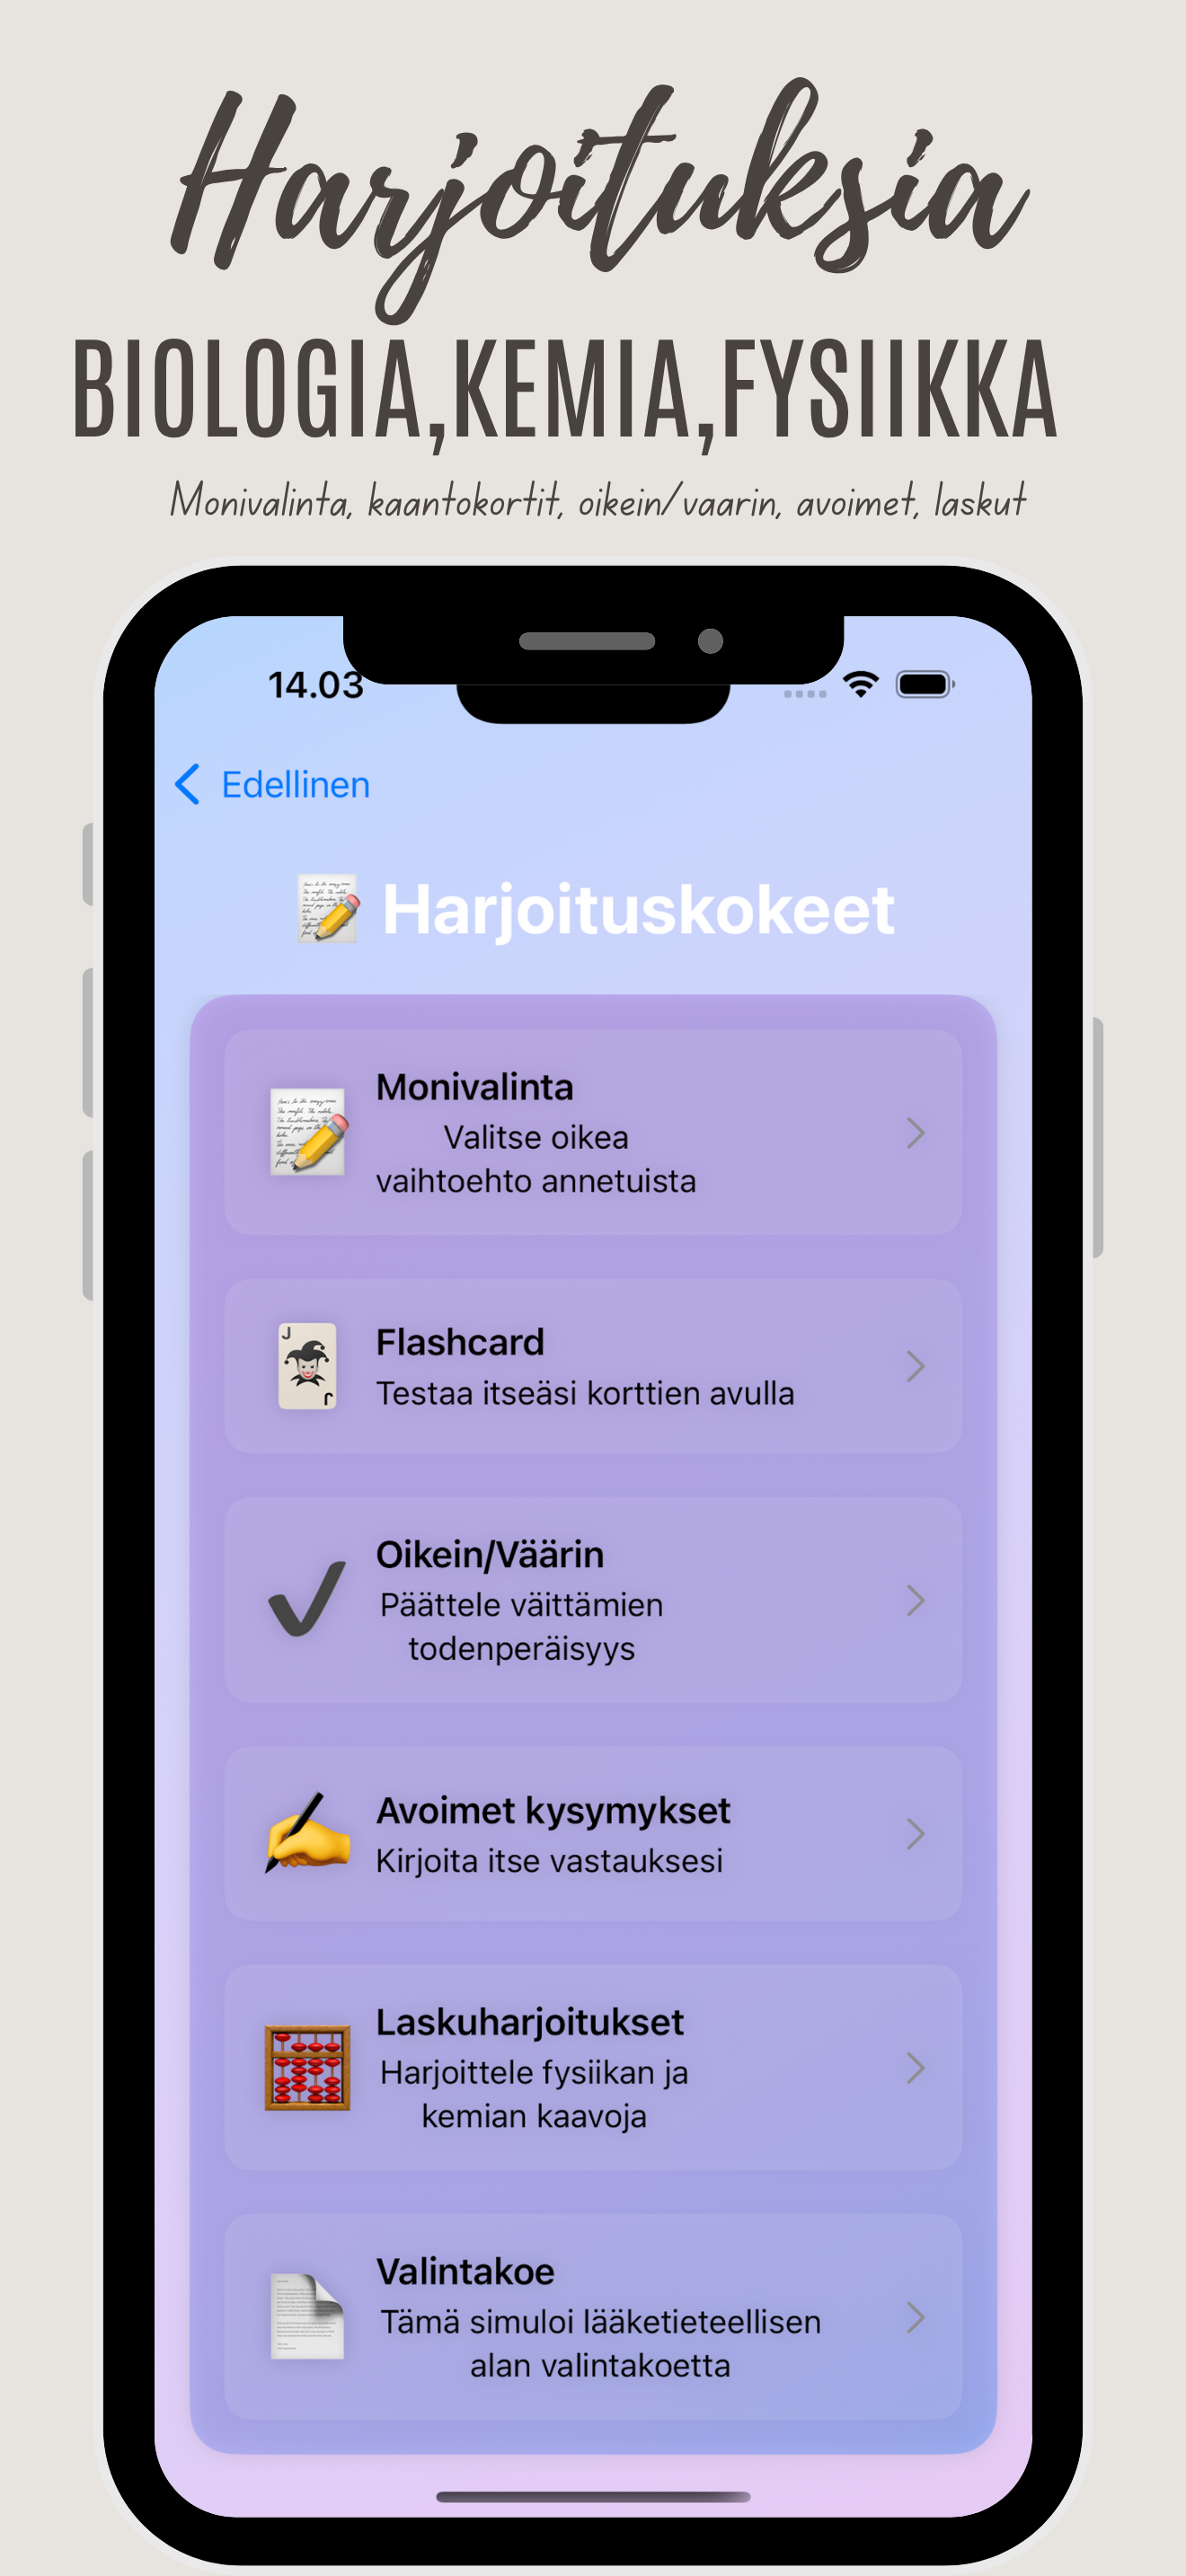 Harjoituksia
BIOLOGIA,KEMIA,FYSIIKKA
Monivalinta, kaantokortit, oikein/vaarin, avoimet, laskut
14.03
Edellinen
Harjoituskokeet
Monivalinta
Valitse oikea
vaihtoehto annetuista
J
Flashcard
Testaa itseäsi korttien avulla
J
Oikein/Väärin
Päättele väittämien
todenperäisyys
Avoimet kysymykset
Kirjoita itse vastauksesi
Laskuharjoitukset
Harjoittele fysiikan ja
kemian kaavoja
Valintakoe
Tämä simuloi lääketieteellisen
alan valintakoetta